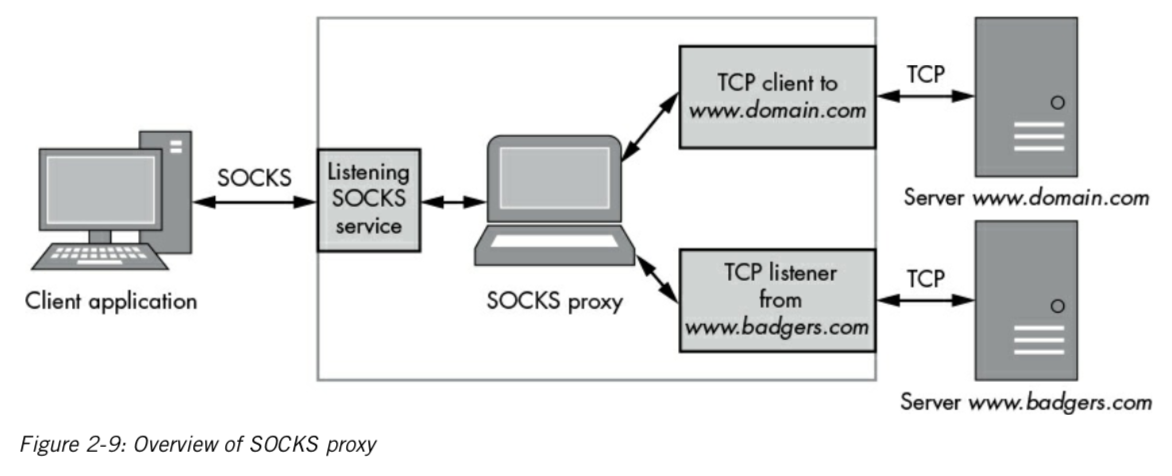 SOCKS
Client application
Listening
SOCKS
service
SOCKS proxy
TCP client to
www.domain.com
TCP
Server www.domain.com
TCP listener
from
www.badgers.com
TCP
Server www.badgers.com
Figure 2-9: Overview of SOCKS proxy